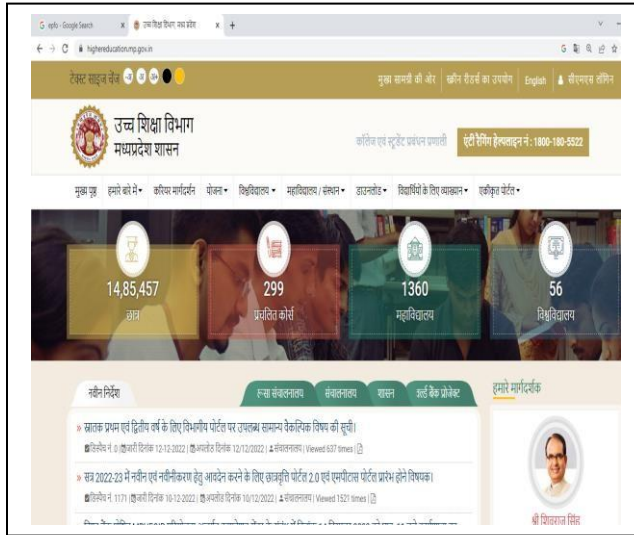 epfo - Google Search
उच्च शिक्षा विभाग, मध्य प्रदेश
highereducation.mp.gov.in
टेक्स्ट साइज चेंज
मुख्य सामग्री की ओर
स्क्रीन रीडर्स का उपयोग
English
सीएमएस लॉगिन
उच्च शिक्षा विभाग
मध्यप्रदेश शासन
कॉलेज एवं स्टूडेंट प्रबंधन प्रणाली
एंटी रैगिंग हेल्पलाइन नं : 1800-180-5522
मुख्य पृष्ठ
हमारे बारे में
करियर मार्गदर्शन
योजना
विश्वविद्यालय
महाविद्यालय / संस्थान
डाउनलोड
विद्यार्थियों के लिए व्याख्यान
एकीकृत पोर्टल
14,85,457
छात्र
299
प्रचलित कोर्स
1360
महाविद्यालय
56
विश्वविद्यालय
नवीन निर्देश
रूसा संचालनालय
संचालनालय
शासन
वर्ल्ड बैंक प्रोजेक्ट
हमारे मार्गदर्शक
» स्नातक प्रथम एवं द्वितीय वर्ष के लिए विभागीय पोर्टल पर उपलब्ध सामान्य वैकल्पिक विषय की सूची।
डिस्पैच नं. 0 | जारी दिनांक 12-12-2022 | अपलोड दिनांक 12/12/2022 | संचालनालय | Viewed 637 times |
» सत्र 2022-23 में नवीन एवं नवीनीकरण हेतु आवेदन करने के लिए छात्रवृत्ति पोर्टल 2.0 एवं एमपीटास पोर्टल प्रारंभ होने विषयक।
डिस्पैच नं. 1171 | जारी दिनांक 10-12-2022 | अपलोड दिनांक 10/12/2022 | संचालनालय | Viewed 1521 times |
श्री शिवराज सिंह